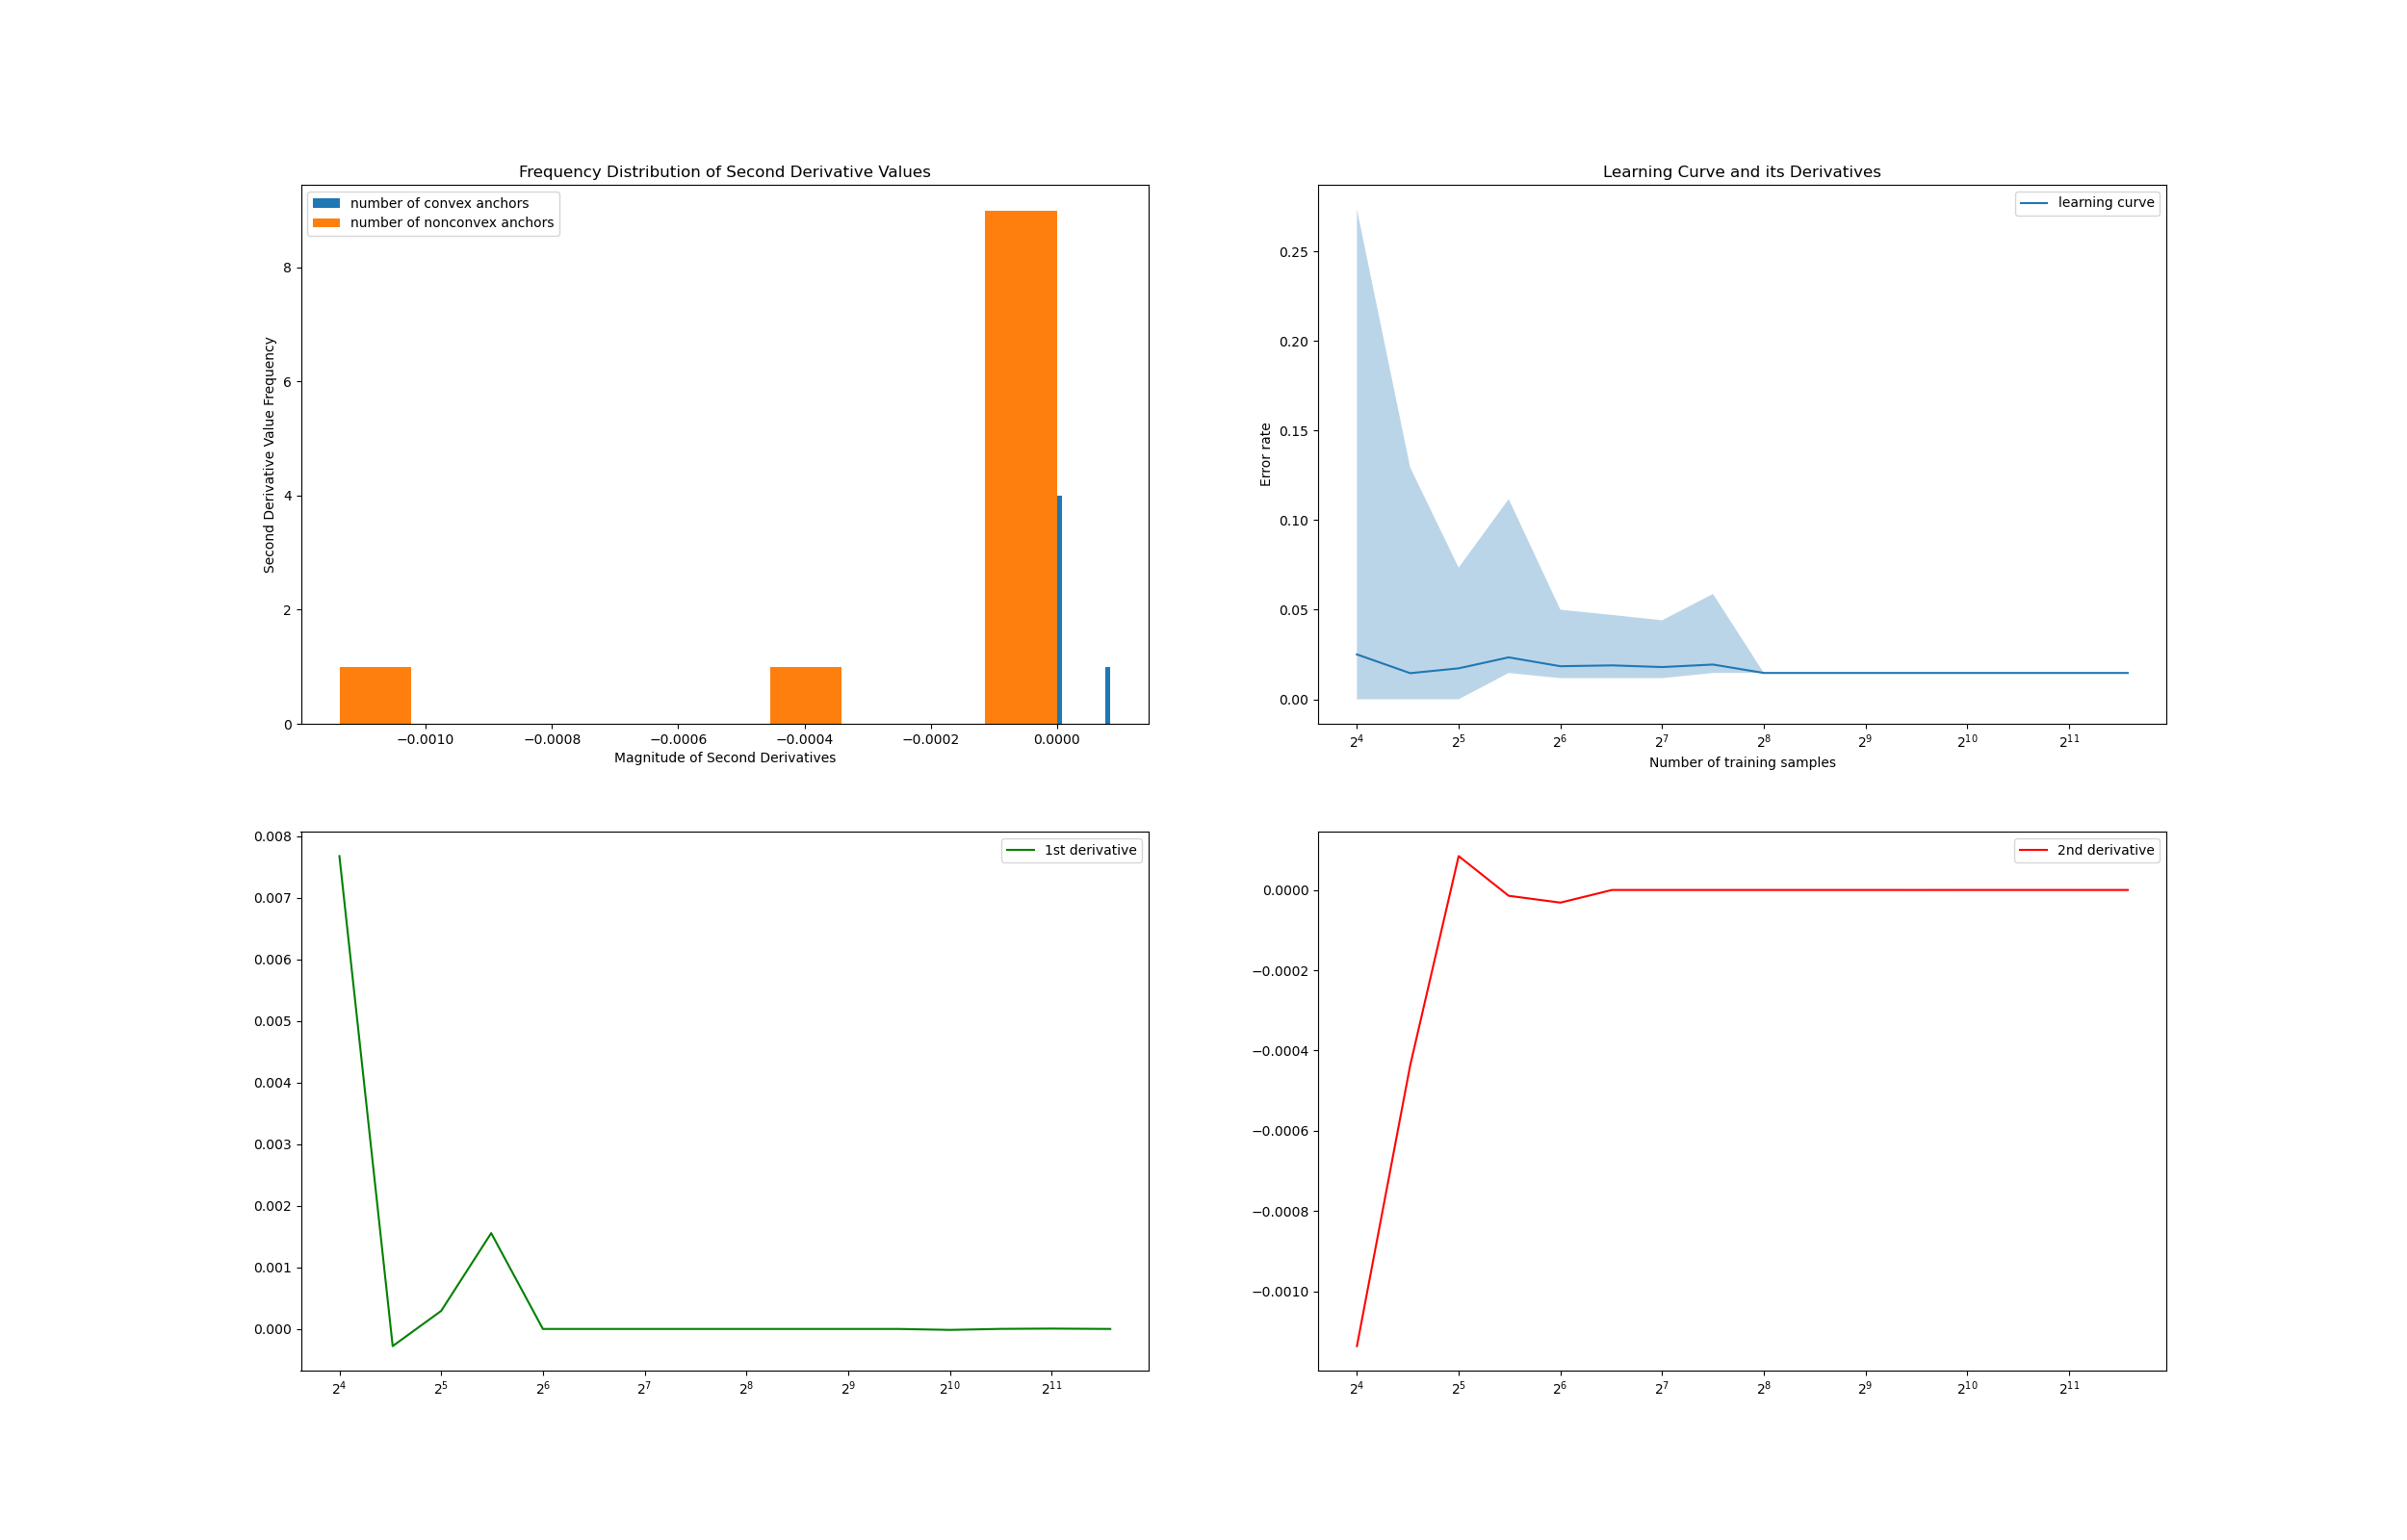 Frequency Distribution of Second Derivative Values
number of convex anchors
number of nonconvex anchors
8
6
4
2
0
Second Derivative Value Frequency
−0.0010 −0.0008 −0.0006 −0.0004 −0.0002 0.0000
Magnitude of Second Derivatives
Learning Curve and its Derivatives
learning curve
0.25
0.20
0.15
0.10
0.05
0.00
Error rate
2⁴ 2⁵ 2⁶ 2⁷ 2⁸ 2⁹ 2¹⁰ 2¹¹
Number of training samples
1st derivative
0.008
0.007
0.006
0.005
0.004
0.003
0.002
0.001
0.000
2⁴ 2⁵ 2⁶ 2⁷ 2⁸ 2⁹ 2¹⁰ 2¹¹
2nd derivative
0.0000
−0.0002
−0.0004
−0.0006
−0.0008
−0.0010
2⁴ 2⁵ 2⁶ 2⁷ 2⁸ 2⁹ 2¹⁰ 2¹¹